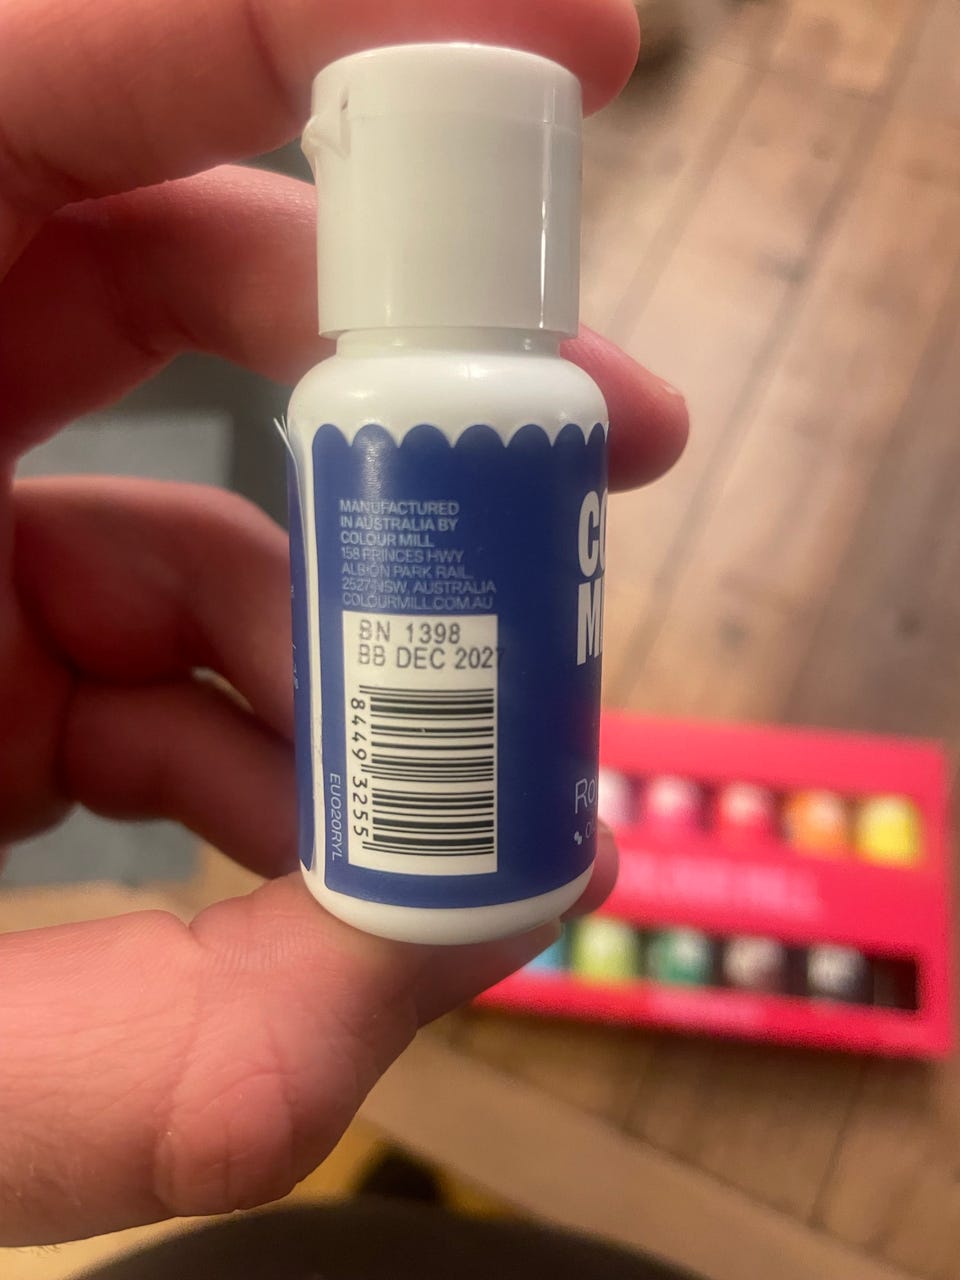 MANUFACTURED
IN AUSTRALIA BY
COLOUR MILL
158 PRINCES HWY
ALBION PARK RAIL,
2527 NSW, AUSTRALIA
COLOURMILL.COM.AU
BN 1398
BB DEC 2027
8449 3255
EUO20RYL
CO
MI
Ro